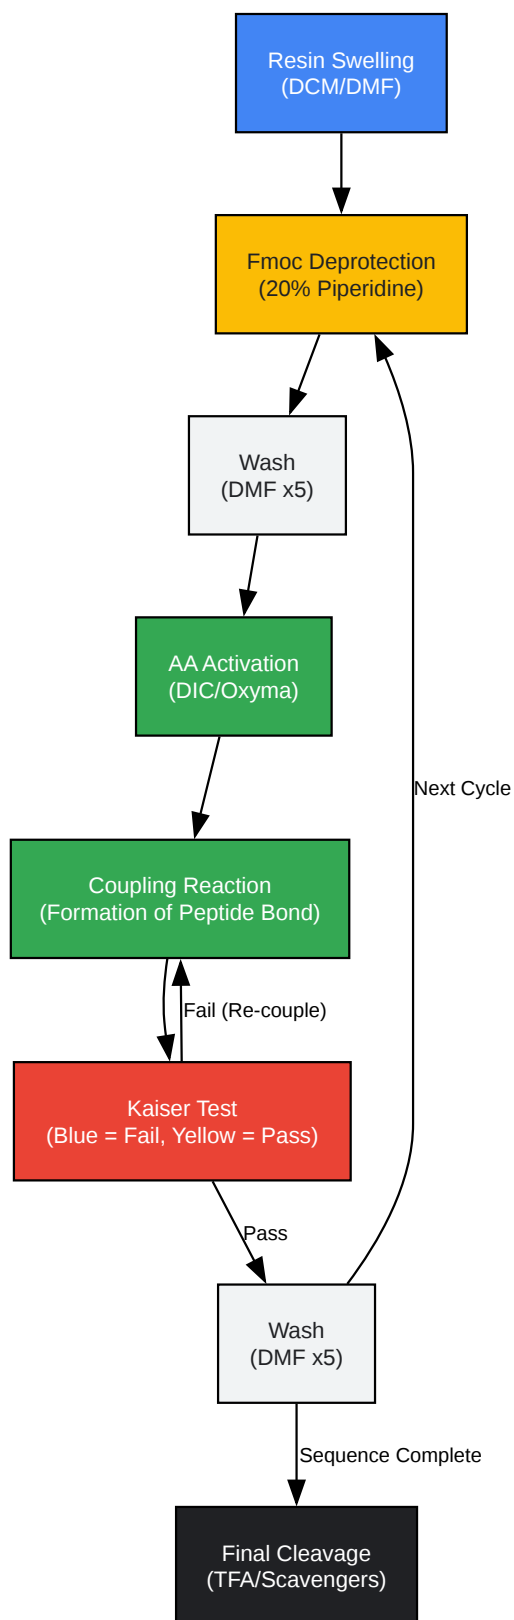 Resin Swelling
(DCM/DMF)
Fmoc Deprotection
(20% Piperidine)
Wash
(DMF x5)
AA Activation
(DIC/Oxyma)
Next Cycle
Coupling Reaction
(Formation of Peptide Bond)
Fail (Re-couple)
Kaiser Test
(Blue = Fail, Yellow = Pass)
Pass
Wash
(DMF x5)
Sequence Complete
Final Cleavage
(TFA/Scavengers)